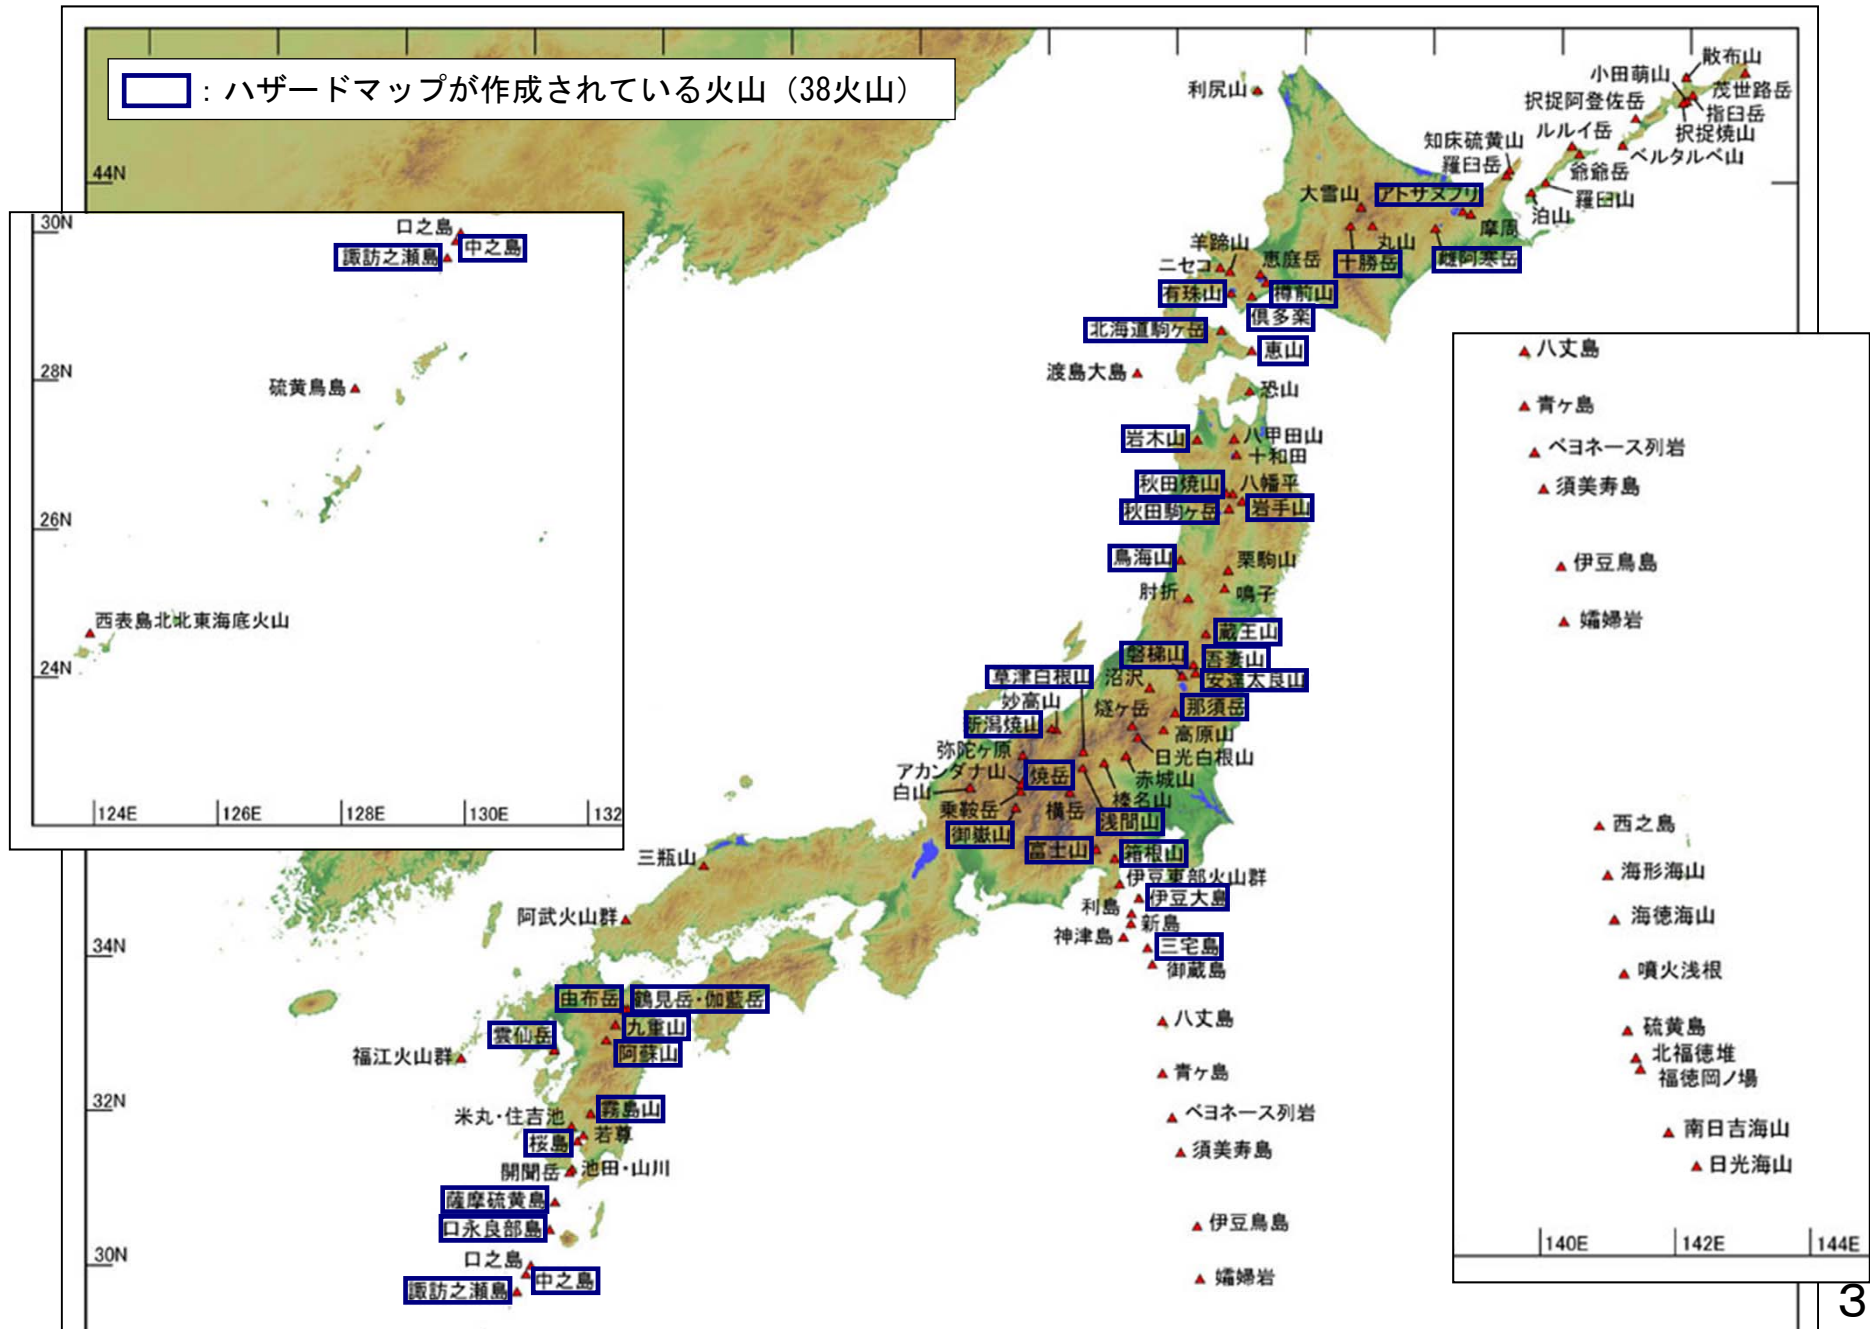 ：ハザードマップが作成されている火山（38火山）
散布山
小田萌山
利尻山
択捉阿登佐岳
茂世路岳
指臼岳
ルルイ岳
択捉焼山
知床硫黄山
ベルタルベ山
羅臼岳
爺爺岳
44N
大雪山
アトサヌプリ
羅臼山
泊山
摩周
丸山
羊蹄山
十勝岳
雌阿寒岳
ニセコ
恵庭岳
有珠山
樽前山
倶多楽
北海道駒ヶ岳
恵山
渡島大島
恐山
岩木山
八甲田山
十和田
秋田焼山
八幡平
秋田駒ヶ岳
岩手山
鳥海山
栗駒山
肘折
鳴子
蔵王山
磐梯山
吾妻山
草津白根山
沼沢
安達太良山
妙高山
燧ヶ岳
那須岳
新潟焼山
高原山
弥陀ヶ原
日光白根山
アカンダナ山
焼岳
赤城山
白山
榛名山
乗鞍岳
横岳
浅間山
御嶽山
富士山
箱根山
三瓶山
伊豆東部火山群
伊豆大島
利島
新島
阿武火山群
神津島
三宅島
34N
御蔵島
由布岳
鶴見岳・伽藍岳
八丈島
九重山
雲仙岳
阿蘇山
福江火山群
青ヶ島
32N
霧島山
米丸・住吉池
ベヨネース列岩
若尊
桜島
須美寿島
池田・山川
開聞岳
薩摩硫黄島
口永良部島
伊豆鳥島
30N
口之島
中之島
諏訪之瀬島
孀婦岩
30N
口之島
中之島
諏訪之瀬島
28N
硫黄鳥島
26N
西表島北北東海底火山
24N
124E
126E
128E
130E
132
八丈島
青ヶ島
ベヨネース列岩
須美寿島
伊豆鳥島
孀婦岩
西之島
海形海山
海徳海山
噴火浅根
硫黄島
北福徳堆
福徳岡ノ場
南日吉海山
日光海山
140E
142E
144E
3